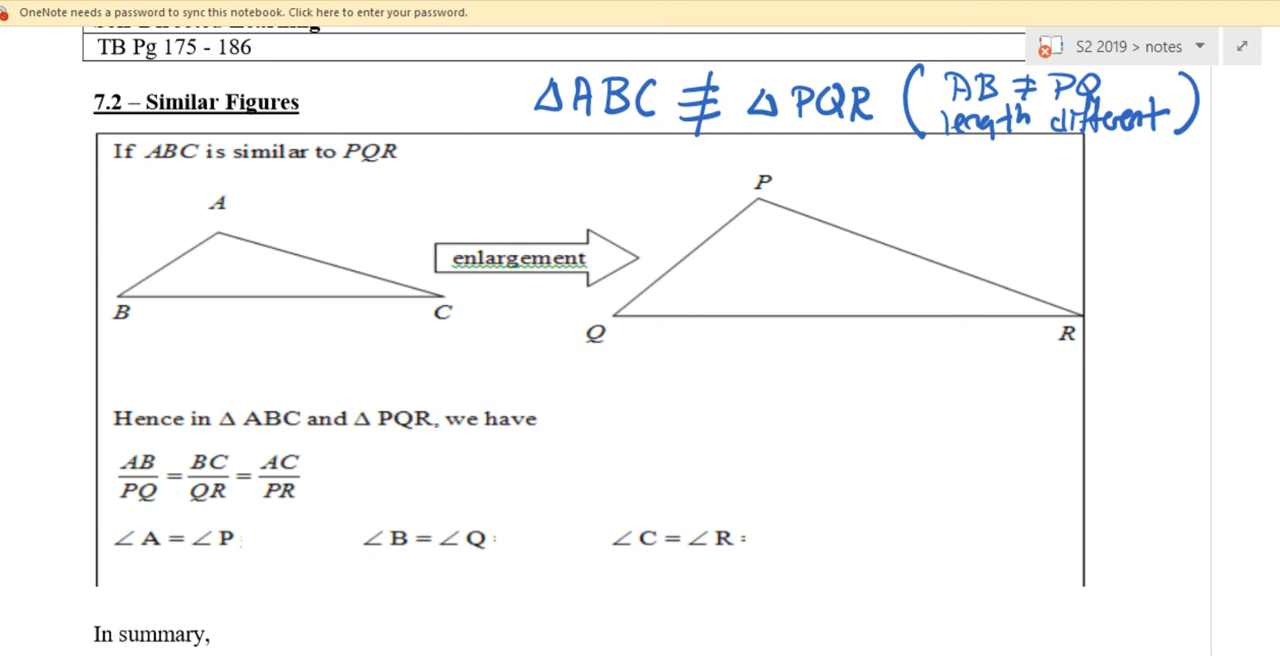 OneNote needs a password to sync this notebook. Click here to enter your password.
TB Pg 175 - 186
S2 2019 > notes
7.2 – Similar Figures
△ABC ≢ △PQR (AB ≠ PQ
length different)
If ABC is similar to PQR
A
P
enlargement
B
C
Q
R
Hence in Δ ABC and Δ PQR, we have
AB/PQ = BC/QR = AC/PR
∠A = ∠P
∠B = ∠Q
∠C = ∠R =
In summary,